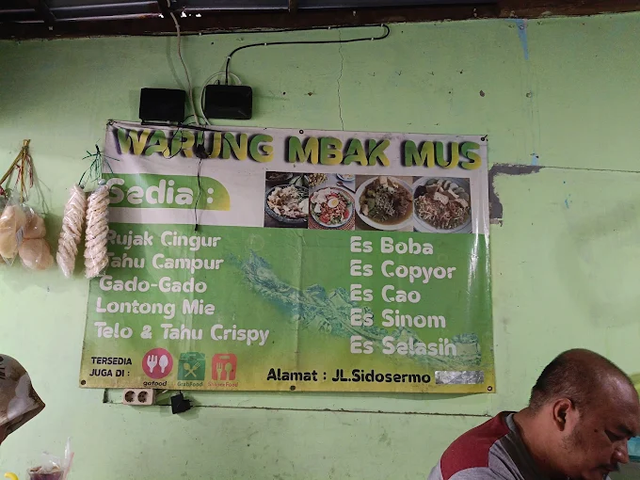 WARUNG MBAK MUS
Sedia :
Rujak Cingur
Tahu Campur
Gado-Gado
Lontong Mie
Telo & Tahu Crispy
Es Boba
Es Copyor
Es Cao
Es Sinom
Es Selasih
TERSEDIA
JUGA DI :
gofood
GrabFood
ShopeeFood
Alamat : JL.Sidosermo